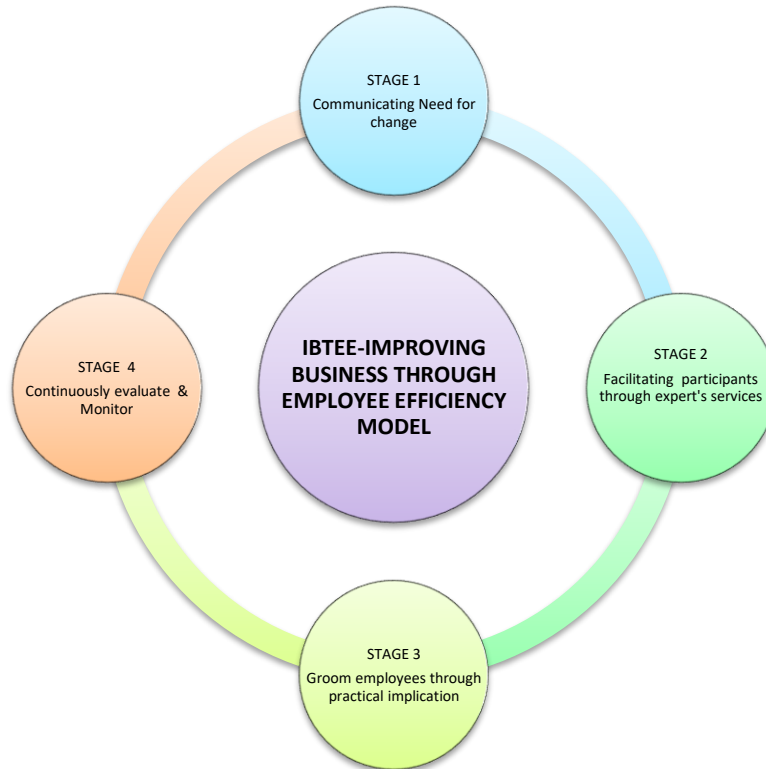 STAGE 1
Communicating Need for
change
STAGE 2
Facilitating participants
through expert's services
STAGE 3
Groom employees through
practical implication
STAGE 4
Continuously evaluate &
Monitor
IBTEE-IMPROVING
BUSINESS THROUGH
EMPLOYEE EFFICIENCY
MODEL